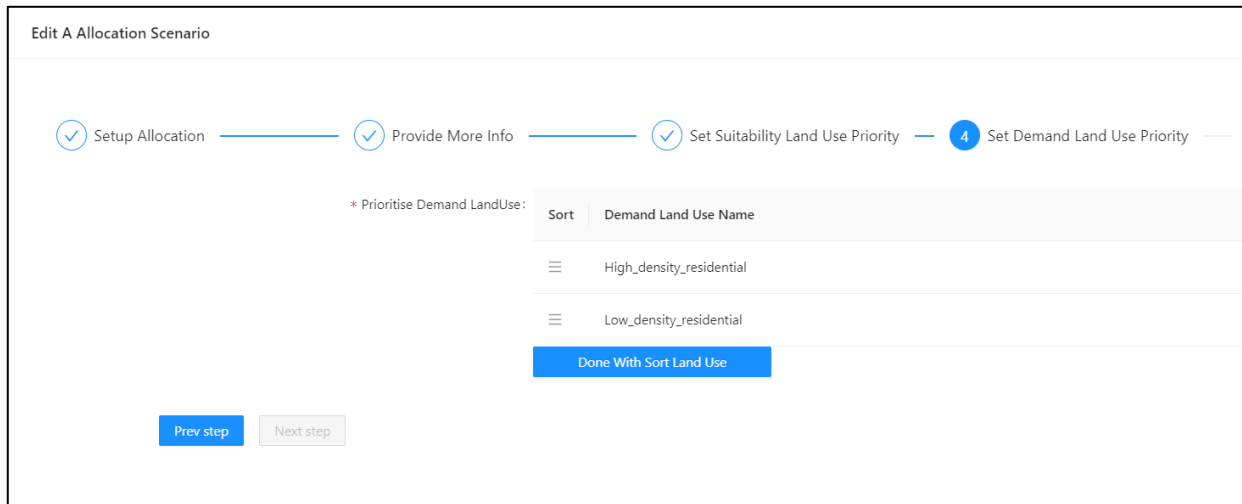 Edit A Allocation Scenario
Setup Allocation Provide More Info Set Suitability Land Use Priority 4 Set Demand Land Use Priority
* Prioritise Demand LandUse: Sort Demand Land Use Name
High_density_residential
Low_density_residential
Done With Sort Land Use
Prev step Next step